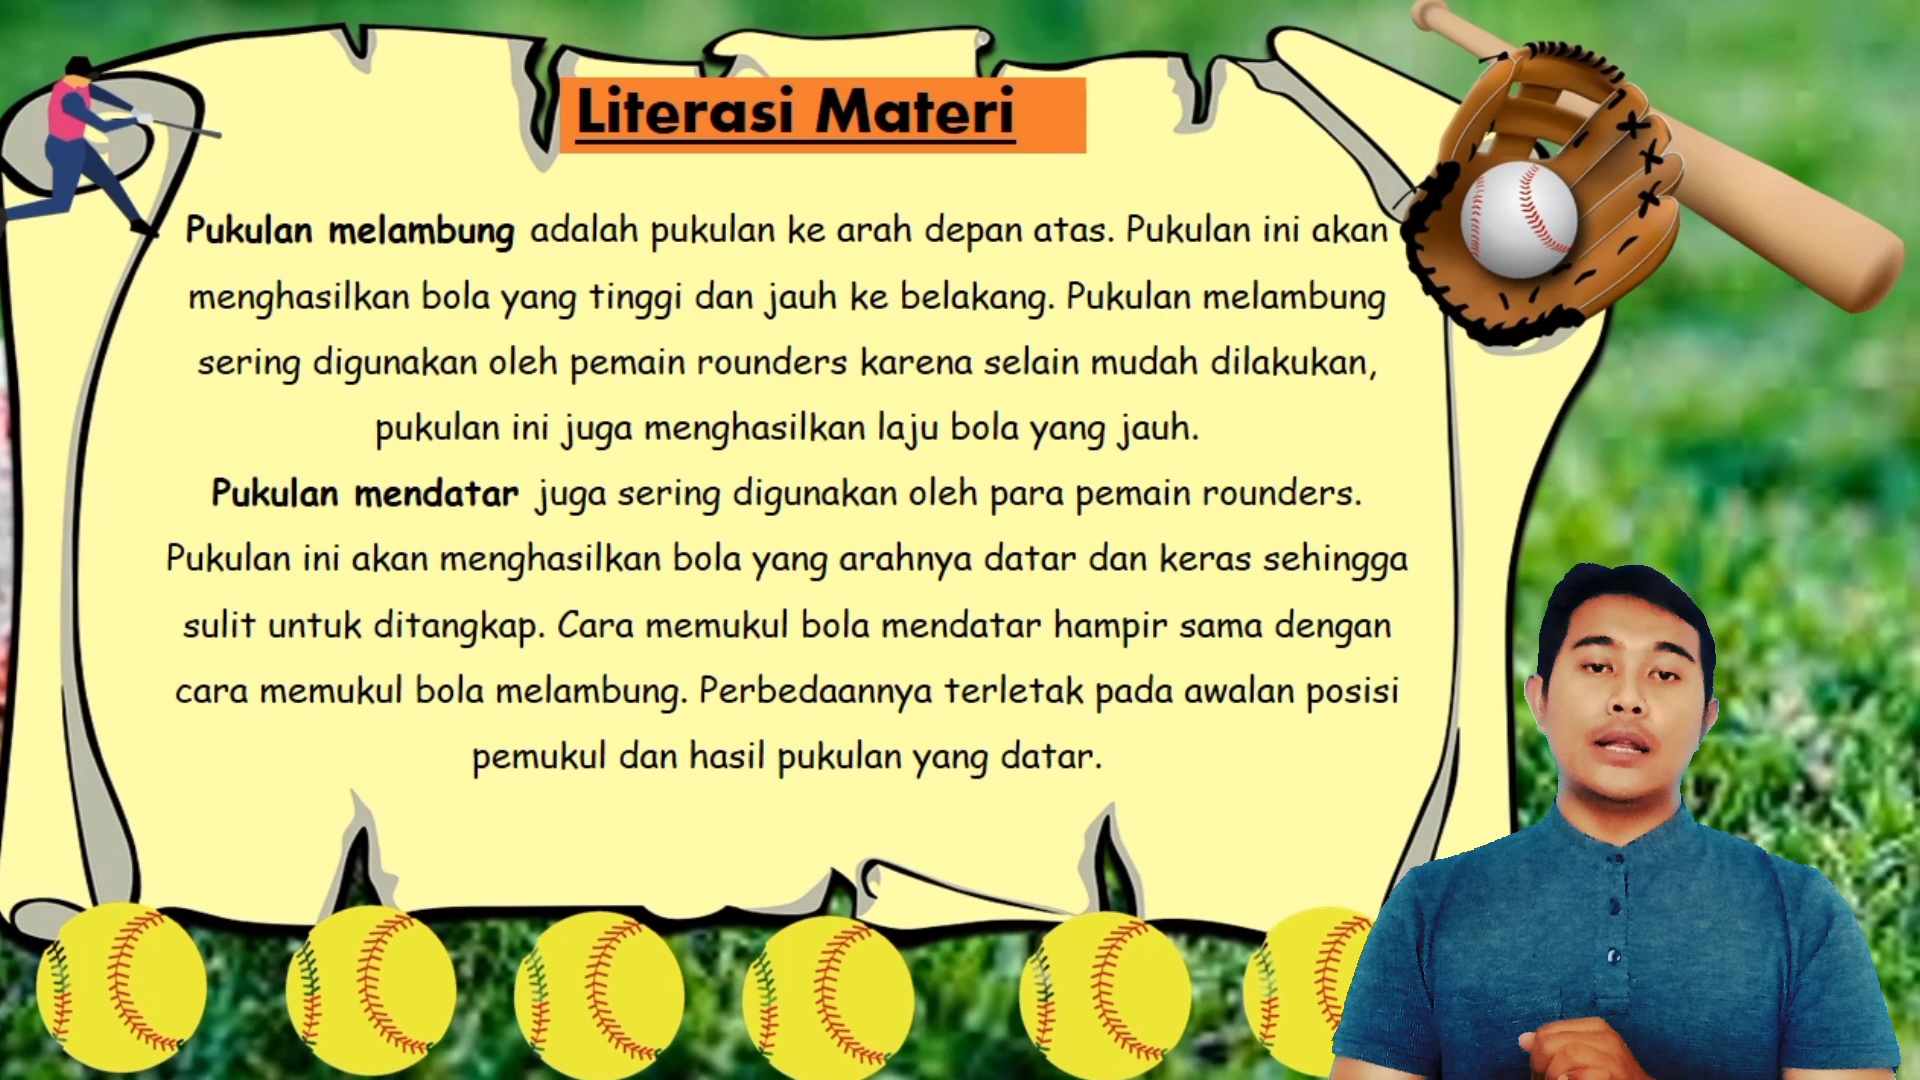 Literasi Materi
Pukulan melambung adalah pukulan ke arah depan atas. Pukulan ini akan
menghasilkan bola yang tinggi dan jauh ke belakang. Pukulan melambung
sering digunakan oleh pemain rounders karena selain mudah dilakukan,
pukulan ini juga menghasilkan laju bola yang jauh.
Pukulan mendatar juga sering digunakan oleh para pemain rounders.
Pukulan ini akan menghasilkan bola yang arahnya datar dan keras sehingga
sulit untuk ditangkap. Cara memukul bola mendatar hampir sama dengan
cara memukul bola melambung. Perbedaannya terletak pada awalan posisi
pemukul dan hasil pukulan yang datar.